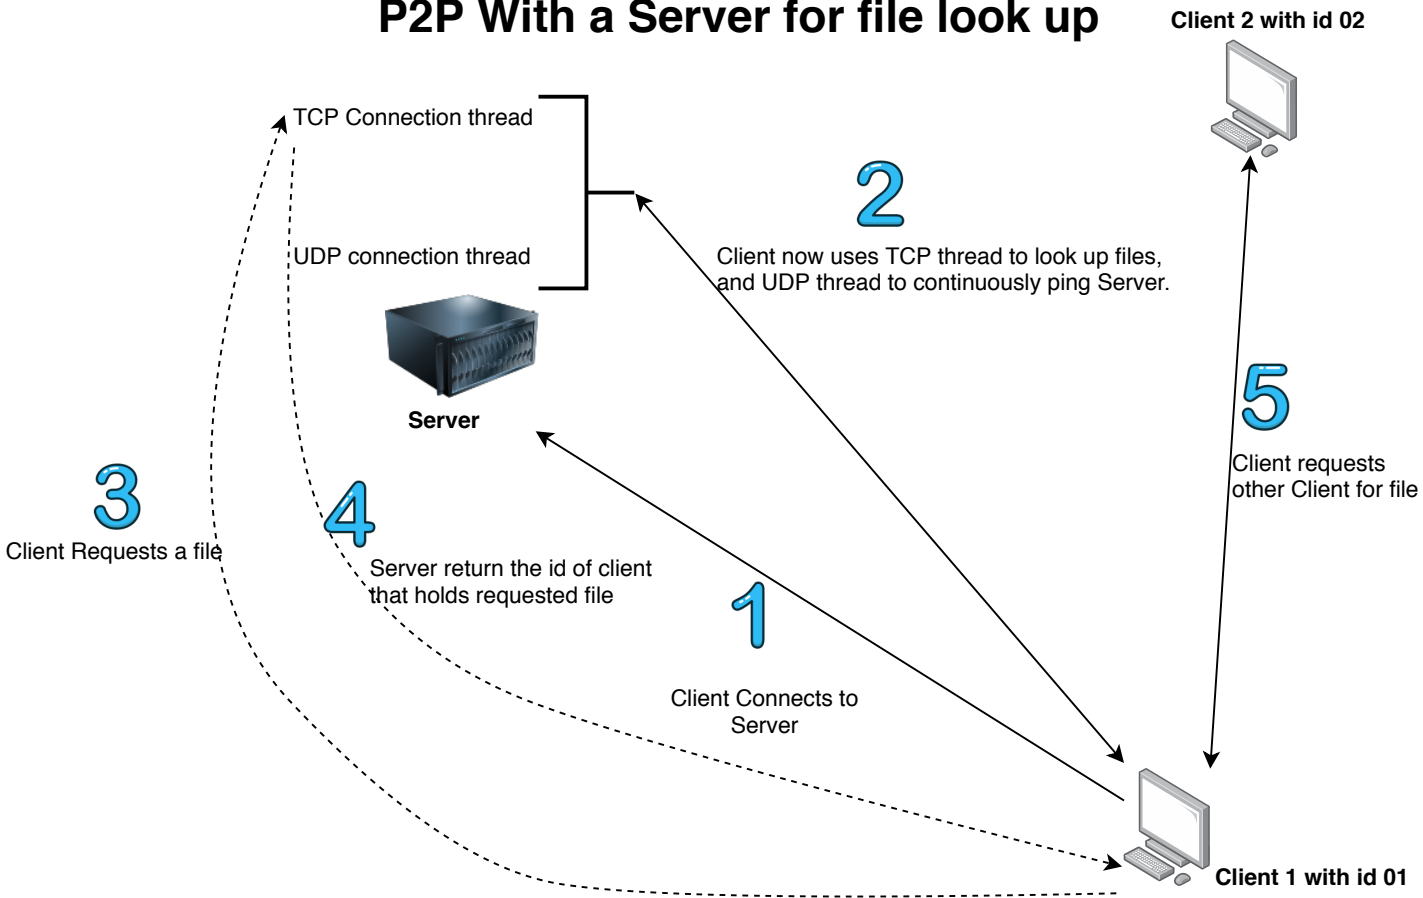 P2P With a Server for file look up
Client 2 with id 02
TCP Connection thread
2
UDP connection thread
Client now uses TCP thread to look up files,
and UDP thread to continuously ping Server.
Server
5
Client requests
other Client for file
3
Client Requests a file
4
Server return the id of client
that holds requested file
1
Client Connects to
Server
Client 1 with id 01